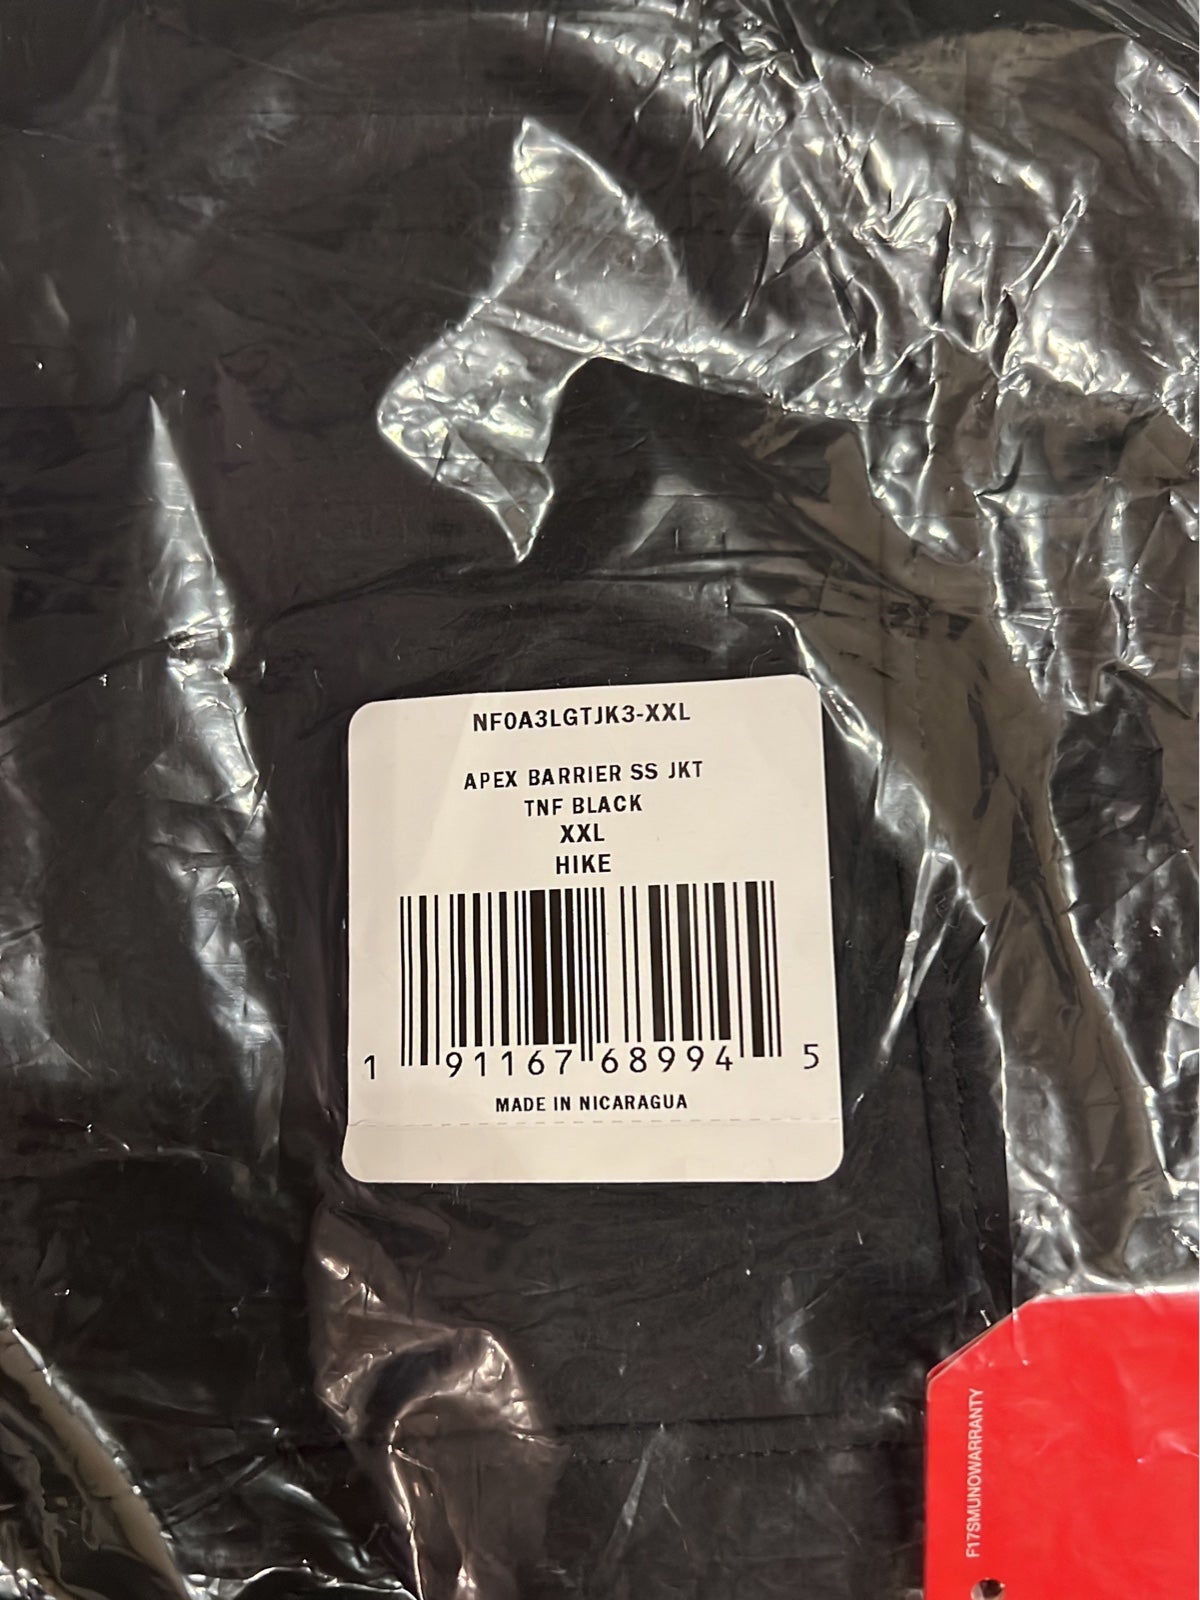 NF0A3LGTJK3-XXL
APEX BARRIER SS JKT
TNF BLACK
XXL
HIKE
1 91167 68994 5
MADE IN NICARAGUA
F17SMUNOWARRANTY